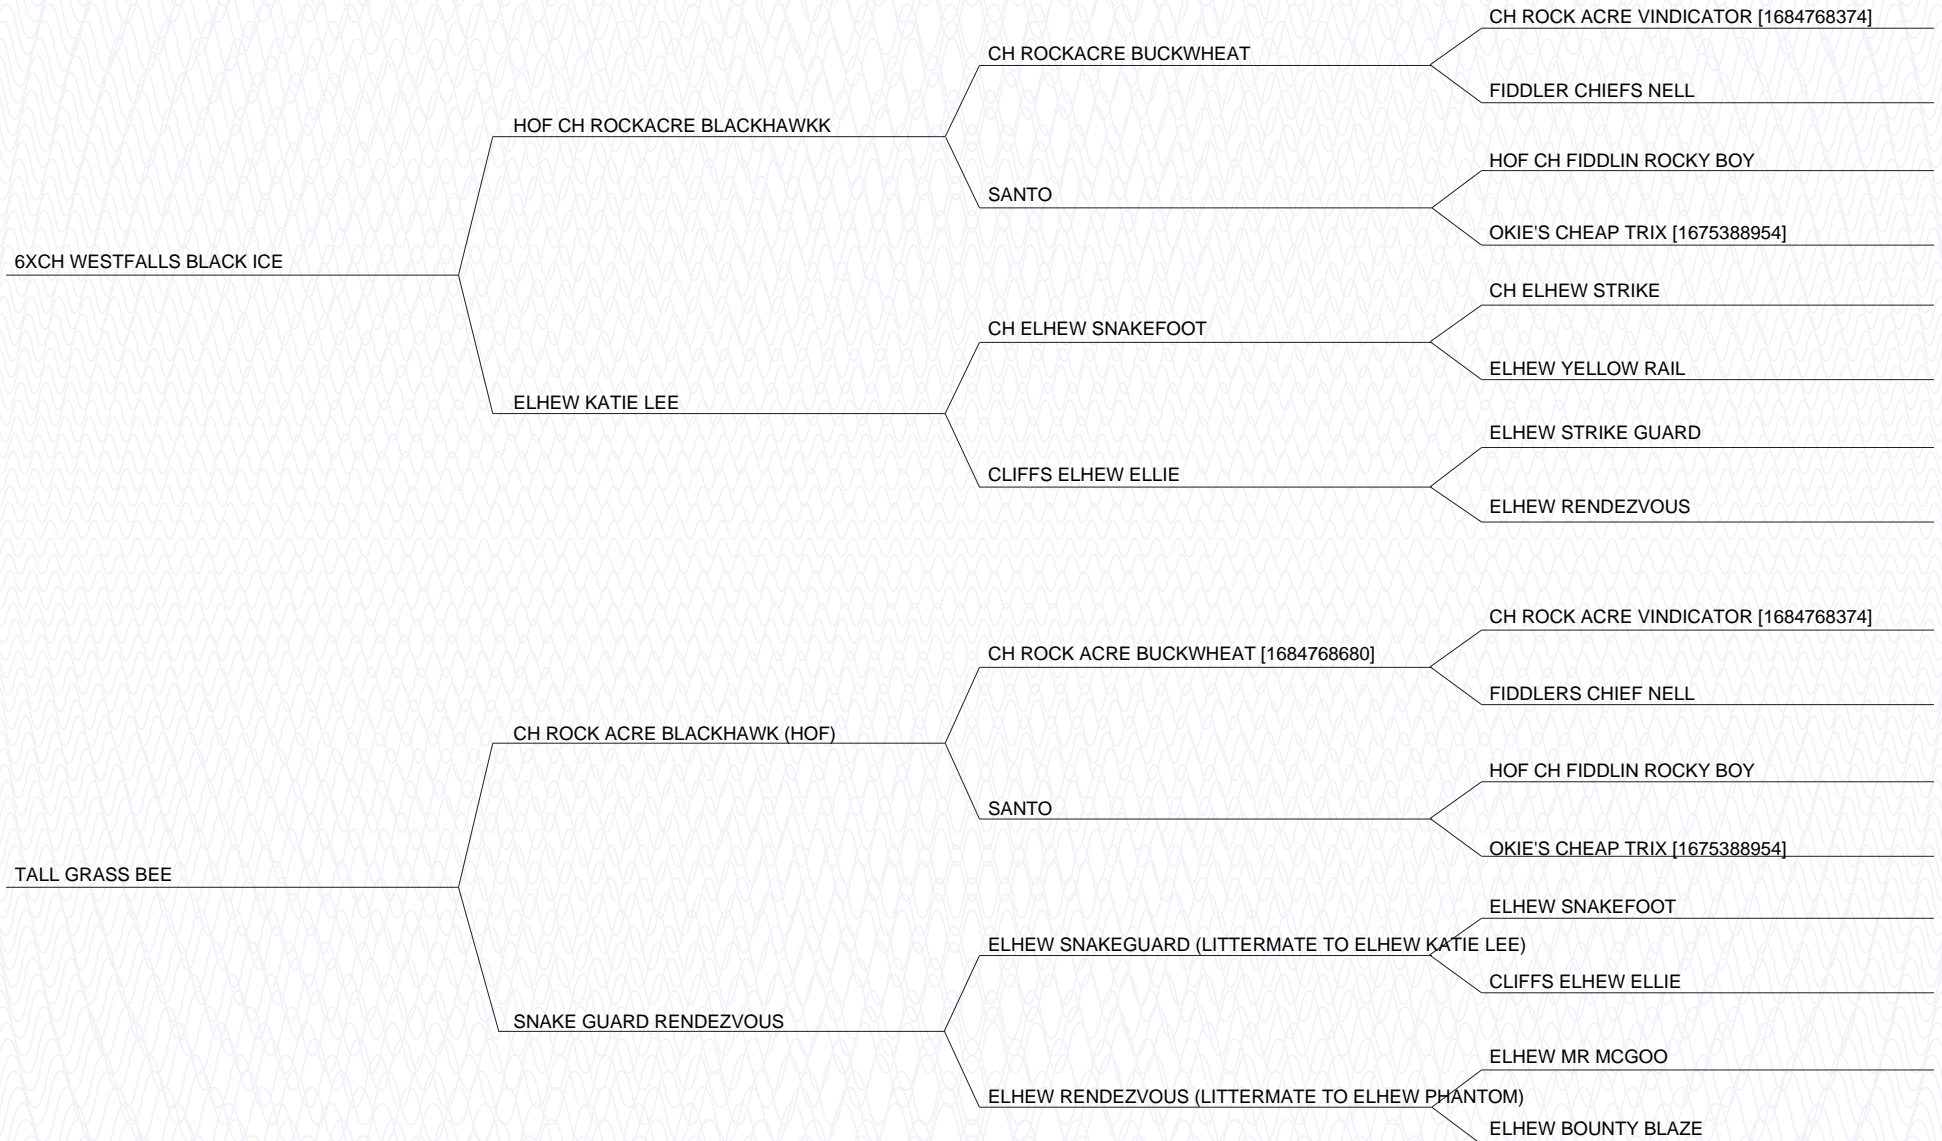 CH ROCK ACRE VINDICATOR [1684768374]
CH ROCKACRE BUCKWHEAT
FIDDLER CHIEFS NELL
HOF CH ROCKACRE BLACKHAWKK
HOF CH FIDDLIN ROCKY BOY
SANTO
OKIE'S CHEAP TRIX [1675388954]
6XCH WESTFALLS BLACK ICE
CH ELHEW STRIKE
CH ELHEW SNAKEFOOT
ELHEW YELLOW RAIL
ELHEW KATIE LEE
ELHEW STRIKE GUARD
CLIFFS ELHEW ELLIE
ELHEW RENDEZVOUS
CH ROCK ACRE VINDICATOR [1684768374]
CH ROCK ACRE BUCKWHEAT [1684768680]
FIDDLERS CHIEF NELL
CH ROCK ACRE BLACKHAWK (HOF)
HOF CH FIDDLIN ROCKY BOY
SANTO
OKIE'S CHEAP TRIX [1675388954]
TALL GRASS BEE
ELHEW SNAKEFOOT
ELHEW SNAKEGUARD (LITTERMATE TO ELHEW KATIE LEE)
CLIFFS ELHEW ELLIE
SNAKE GUARD RENDEZVOUS
ELHEW MR MCGOO
ELHEW RENDEZVOUS (LITTERMATE TO ELHEW PHANTOM)
ELHEW BOUNTY BLAZE